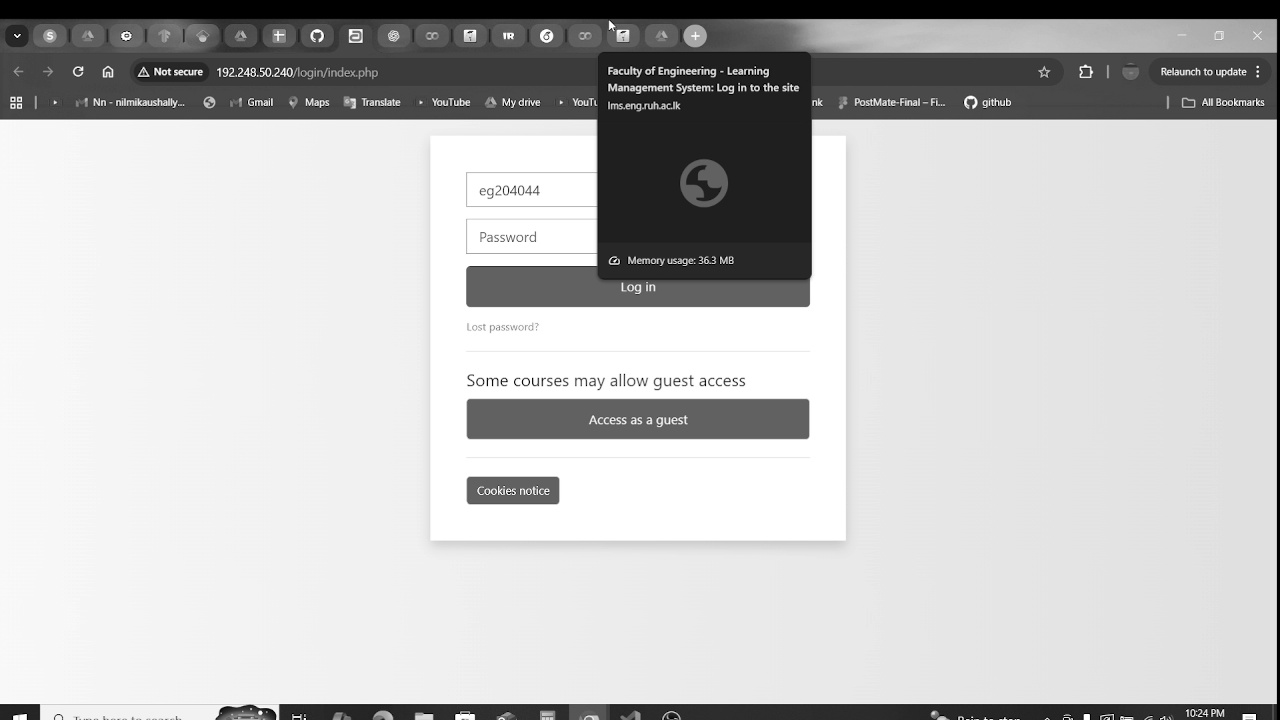 Not secure
192.248.50.240/login/index.php
Relaunch to update
Nn - nilmikaushally...
Gmail
Maps
Translate
YouTube
My drive
YouTu
nk
PostMate-Final – Fi...
github
All Bookmarks
Faculty of Engineering - Learning
Management System: Log in to the site
lms.eng.ruh.ac.lk
Memory usage: 36.3 MB
eg204044
Password
Log in
Lost password?
Some courses may allow guest access
Access as a guest
Cookies notice
Type here to search
Rain to stop
10:24 PM